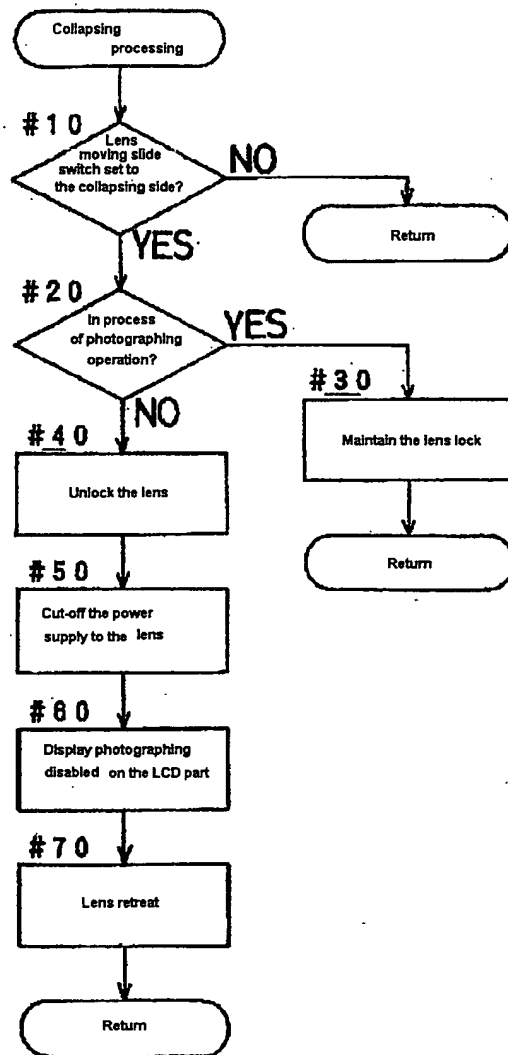 Collapsing
processing
#10
Lens
moving slide
switch set to
the collapsing side?
NO
Return
YES
#20
In process
of photographing
operation?
YES
#30
Maintain the lens lock
Return
NO
#40
Unlock the lens
#50
Cut-off the power
supply to the lens
#60
Display photographing
disabled on the LCD part
#70
Lens retreat
Return